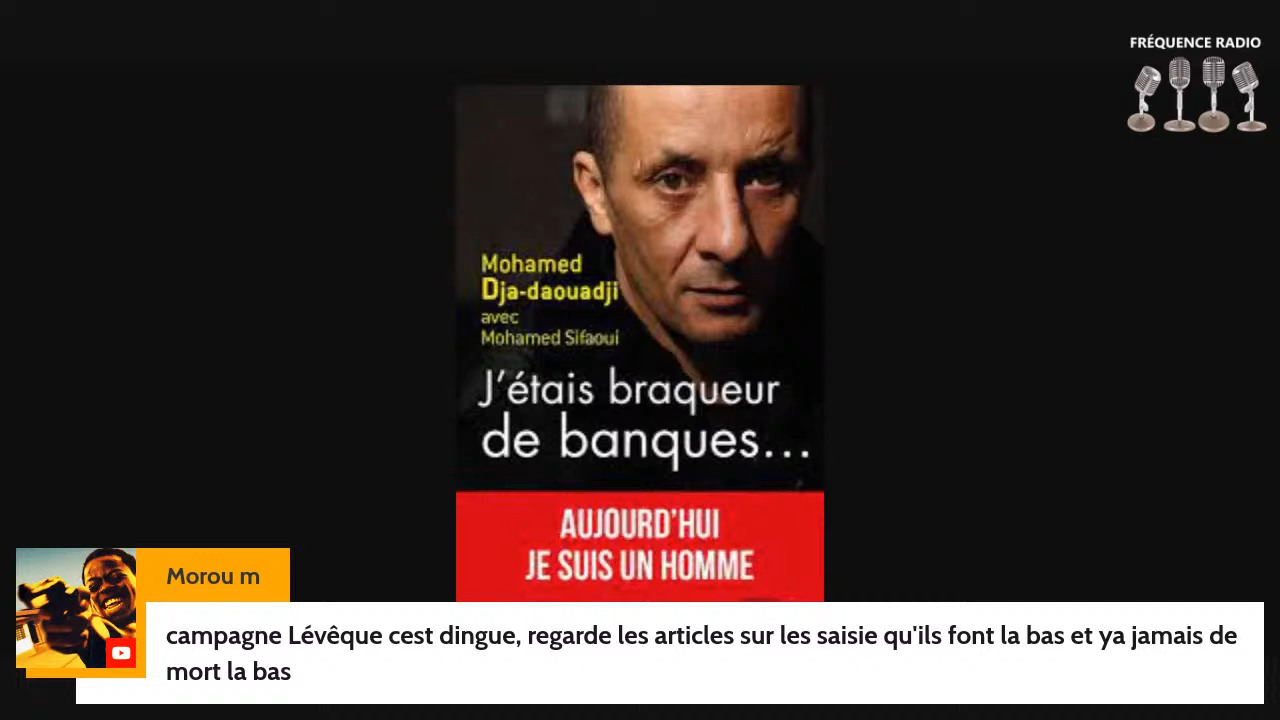 FRÉQUENCE RADIO
Mohamed
Dja-daouadji
avec
Mohamed Sifaoui
J'étais braqueur
de banques...
AUJOURD'HUI
JE SUIS UN HOMME
Morou m
campagne Lévêque cest dingue, regarde les articles sur les saisie qu'ils font la bas et ya jamais de
mort la bas